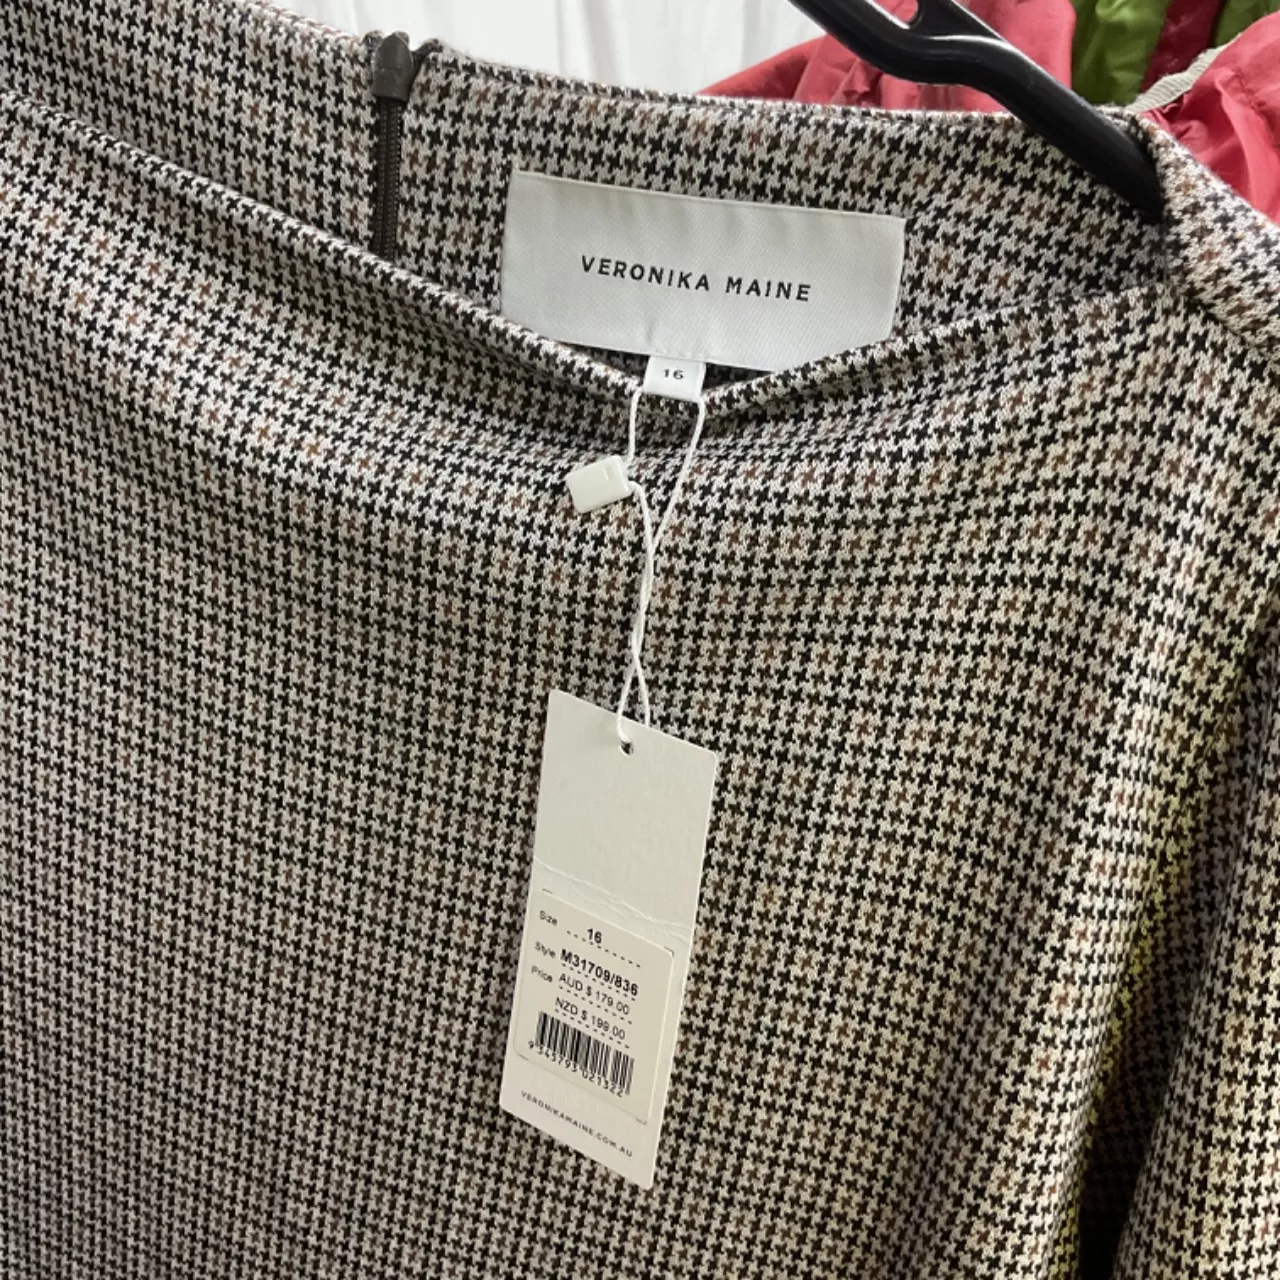 VERONIKA MAINE
16
Size 16
Style M31709/836
Price AUD $179.00
NZD $199.00
VERONIKAMAINE.COM.AU